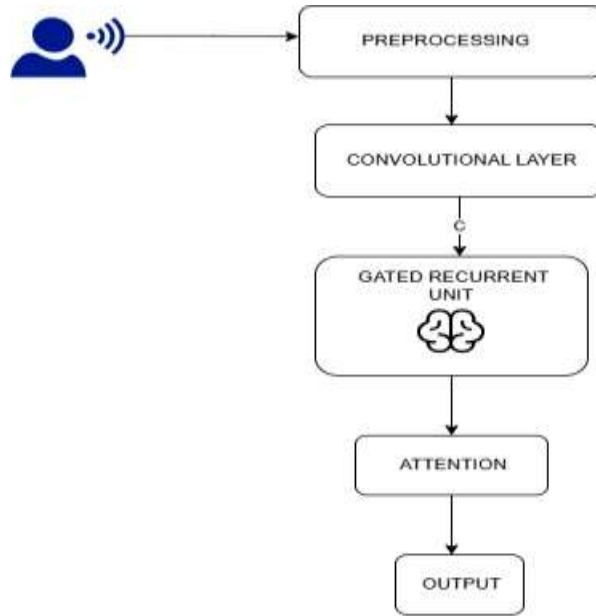 PREPROCESSING
CONVOLUTIONAL LAYER
C
GATED RECURRENT
UNIT
ATTENTION
OUTPUT